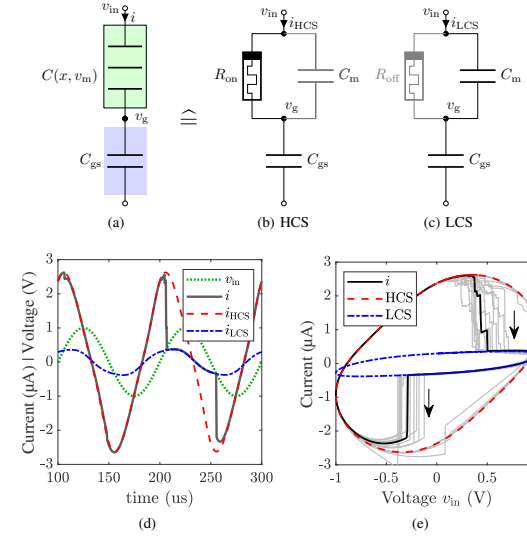 v_in
i
C(x, v_m)
v_g
C_gs
(a)
≙
v_in
i_HCS
R_on
C_m
v_g
C_gs
(b) HCS
v_in
i_LCS
R_off
C_m
v_g
C_gs
(c) LCS
Current (μA) | Voltage (V)
3
2
1
0
-1
-2
-3
100
150
200
250
300
time (us)
v_in
i
i_HCS
i_LCS
(d)
Current (μA)
3
2
1
0
-1
-2
-3
-1
-0.5
0
0.5
Voltage v_in (V)
i
HCS
LCS
(e)